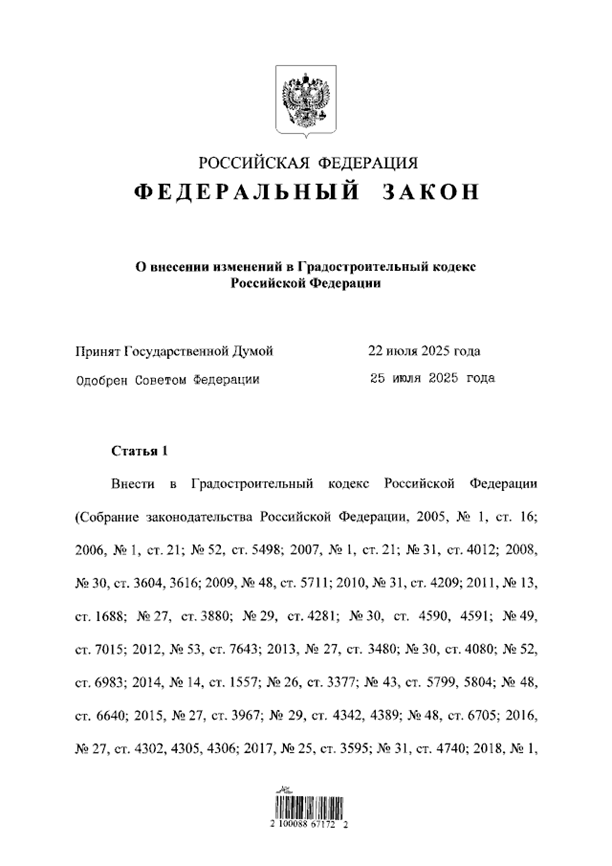 РОССИЙСКАЯ ФЕДЕРАЦИЯ
ФЕДЕРАЛЬНЫЙ ЗАКОН
О внесении изменений в Градостроительный кодекс
Российской Федерации
Принят Государственной Думой 22 июля 2025 года
Одобрен Советом Федерации 25 июля 2025 года
Статья 1
Внести в Градостроительный кодекс Российской Федерации
(Собрание законодательства Российской Федерации, 2005, № 1, ст. 16;
2006, № 1, ст. 21; № 52, ст. 5498; 2007, № 1, ст. 21; № 31, ст. 4012; 2008,
№ 30, ст. 3604, 3616; 2009, № 48, ст. 5711; 2010, № 31, ст. 4209; 2011, № 13,
ст. 1688; № 27, ст. 3880; № 29, ст. 4281; № 30, ст. 4590, 4591; № 49,
ст. 7015; 2012, № 53, ст. 7643; 2013, № 27, ст. 3480; № 30, ст. 4080; № 52,
ст. 6983; 2014, № 14, ст. 1557; № 26, ст. 3377; № 43, ст. 5799, 5804; № 48,
ст. 6640; 2015, № 27, ст. 3967; № 29, ст. 4342, 4389; № 48, ст. 6705; 2016,
№ 27, ст. 4302, 4305, 4306; 2017, № 25, ст. 3595; № 31, ст. 4740; 2018, № 1,
2 100088 67172 2